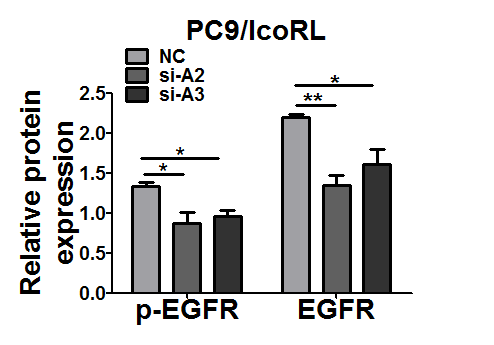 PC9/IcoRL
NC
si-A2
si-A3
Relative protein
expression
2.5
2.0
1.5
1.0
0.5
0.0
*
*
**
*
p-EGFR
EGFR